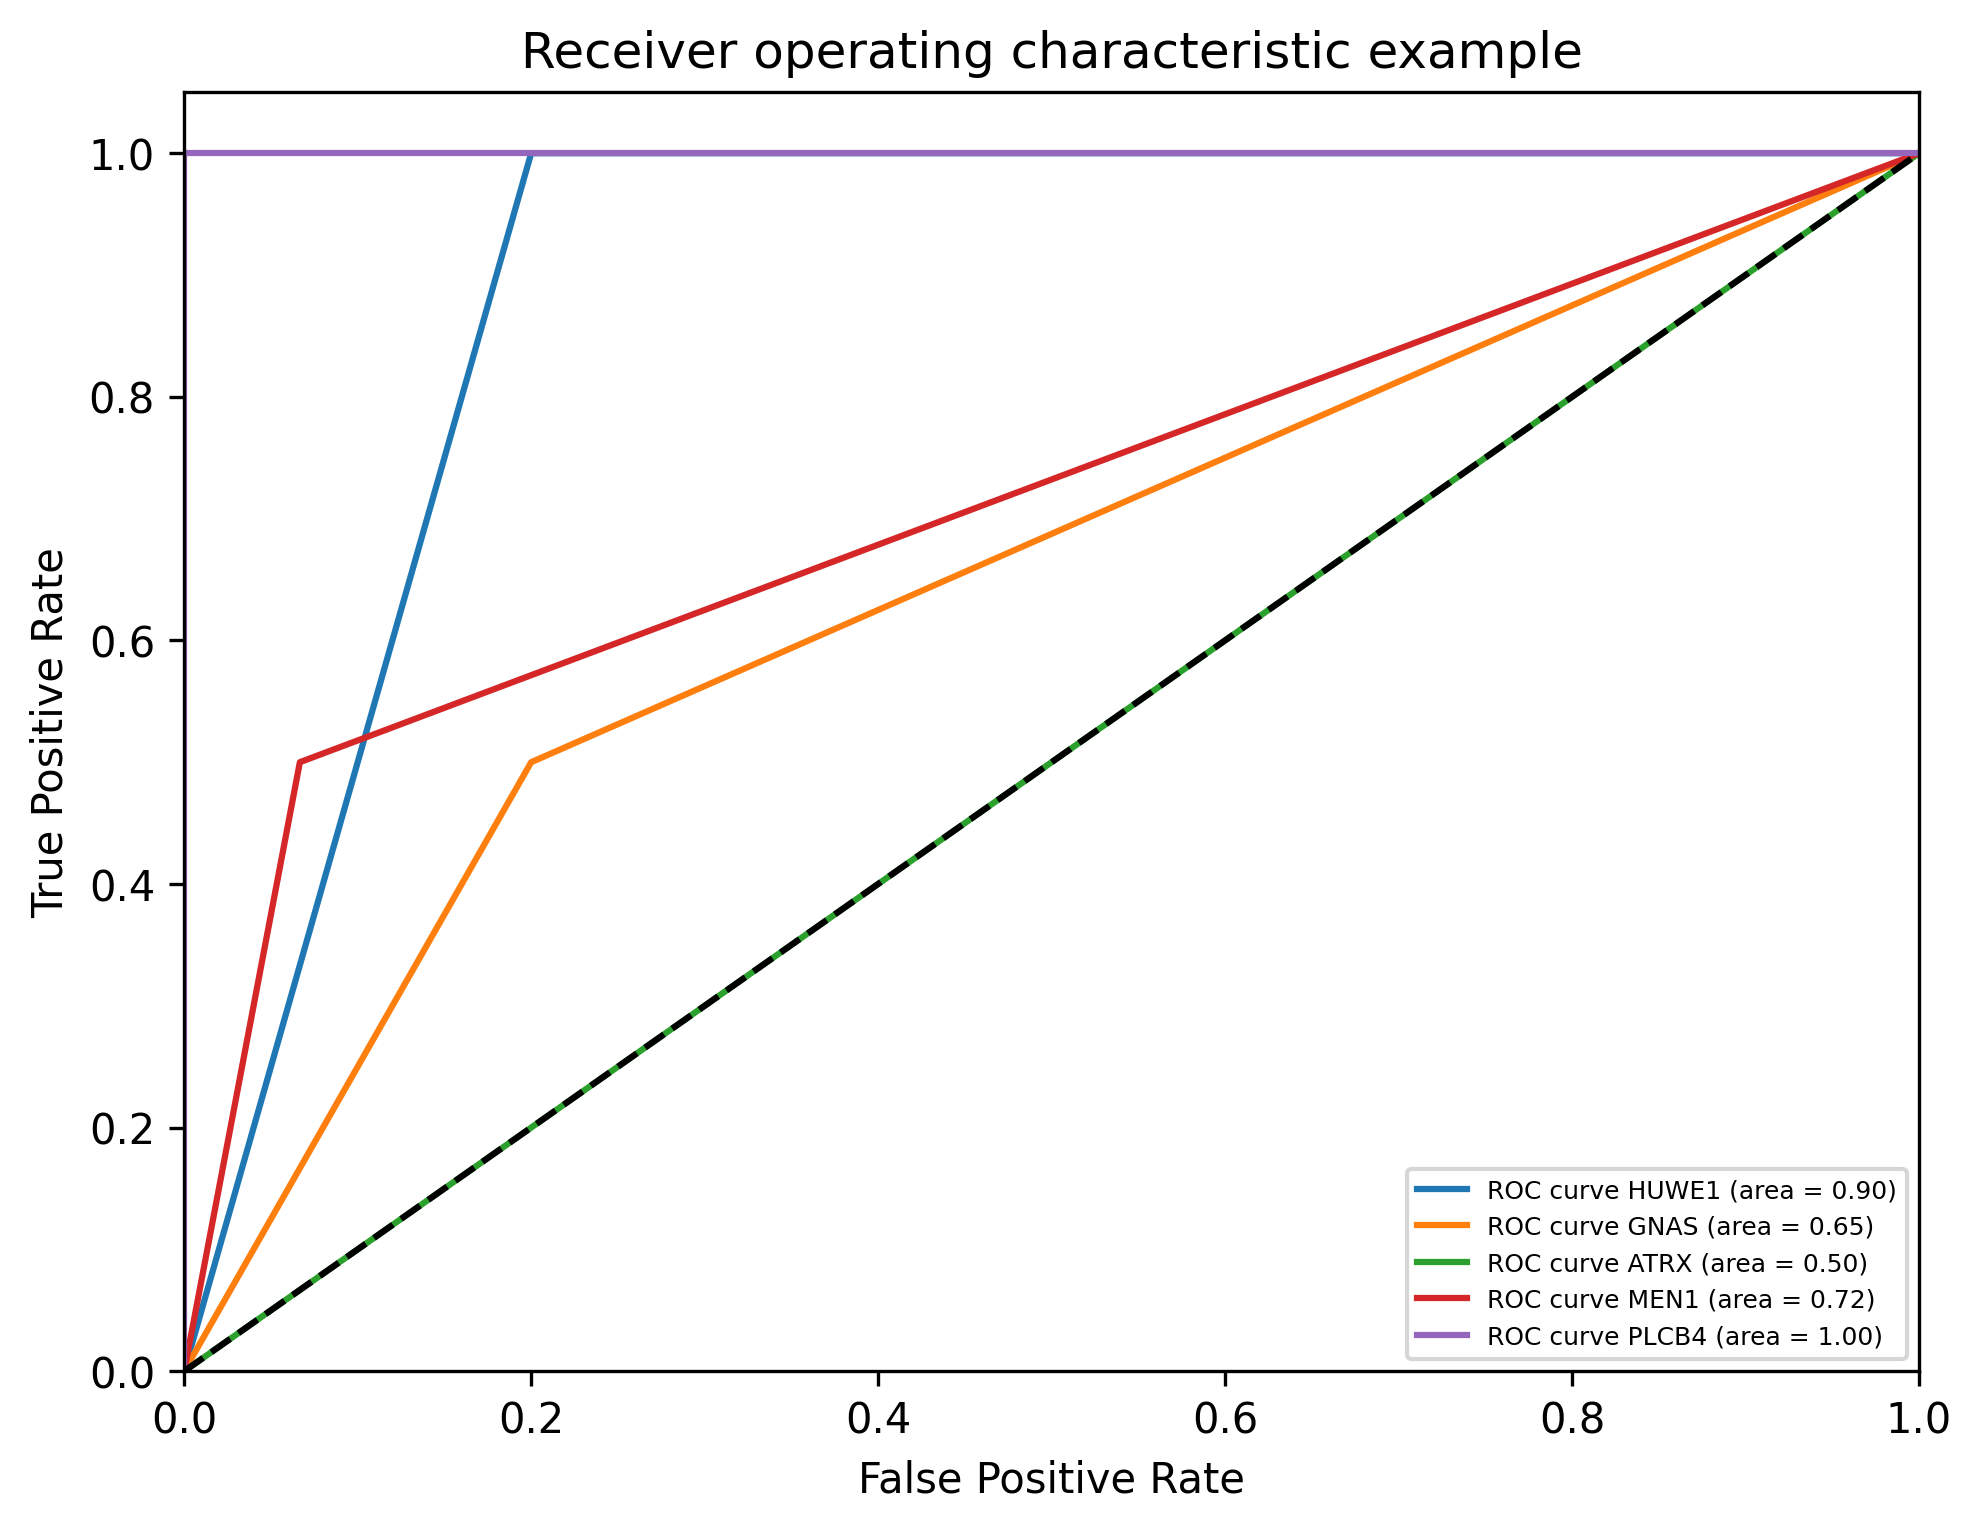 Receiver operating characteristic example
1.0
0.8
0.6
0.4
0.2
0.0
True Positive Rate
0.0 0.2 0.4 0.6 0.8 1.0
False Positive Rate
ROC curve HUWE1 (area = 0.90)
ROC curve GNAS (area = 0.65)
ROC curve ATRX (area = 0.50)
ROC curve MEN1 (area = 0.72)
ROC curve PLCB4 (area = 1.00)